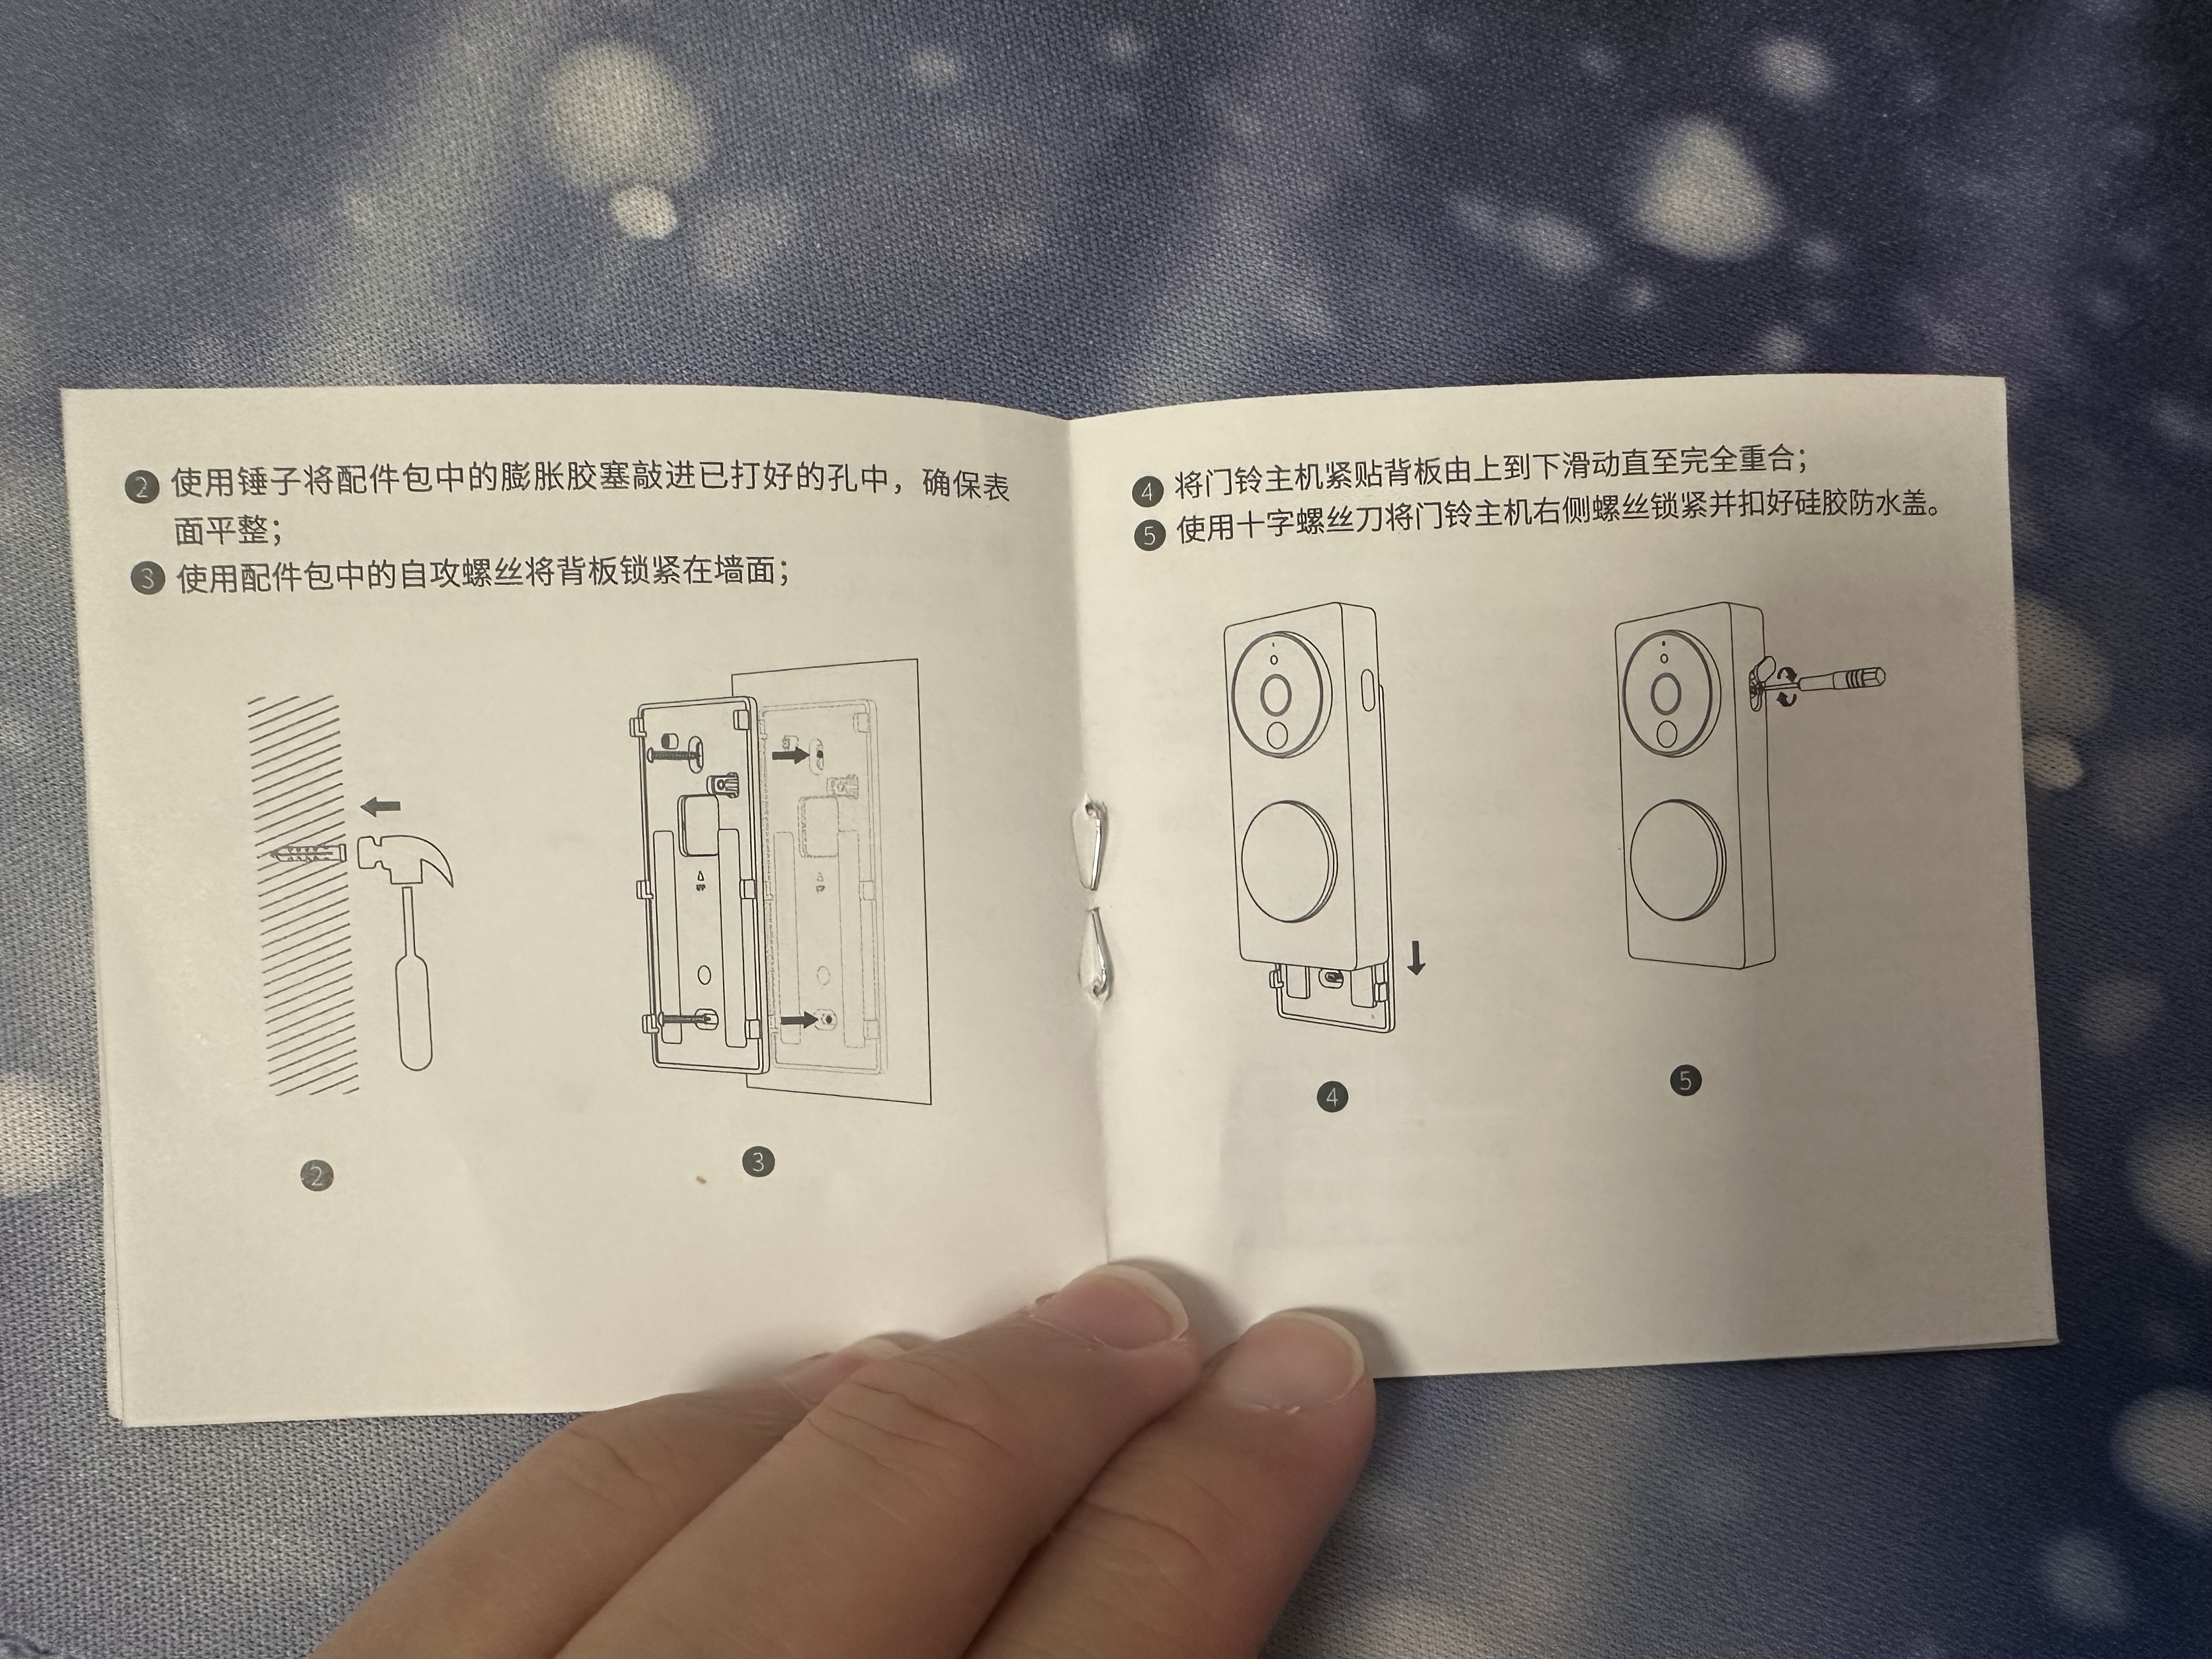 2 使用锤子将配件包中的膨胀胶塞敲进已打好的孔中，确保表
面平整；
3 使用配件包中的自攻螺丝将背板锁紧在墙面；
2
3
4 将门铃主机紧贴背板由上到下滑动直至完全重合；
5 使用十字螺丝刀将门铃主机右侧螺丝锁紧并扣好硅胶防水盖。
4
5